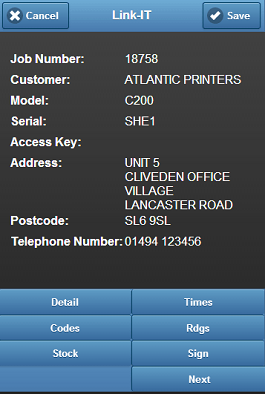 Cancel Link-IT Save
Job Number: 18758
Customer: ATLANTIC PRINTERS
Model: C200
Serial: SHE1
Access Key:
Address: UNIT 5
CLIVEDEN OFFICE
VILLAGE
LANCASTER ROAD
Postcode: SL6 9SL
Telephone Number: 01494 123456
Detail Times
Codes Rdgs
Stock Sign
Next